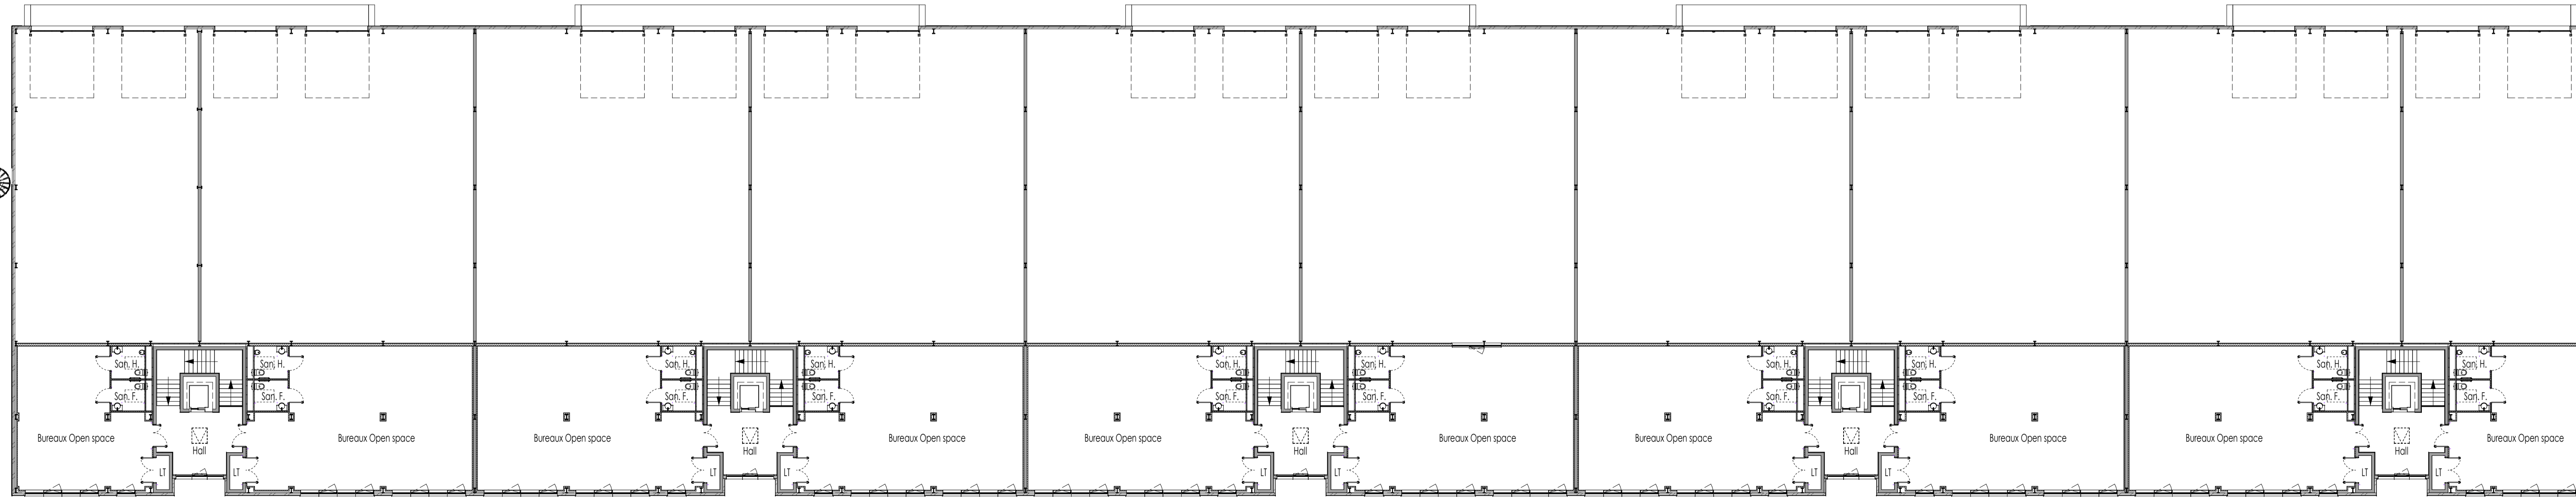 San. H. San. H. San. H. San. H. San. H. San. H. San. H. San. H. San. H. San. H.
San. F. San. F. San. F. San. F. San. F. San. F. San. F. San. F. San. F. San. F.
Bureaux Open space Bureaux Open space Bureaux Open space Bureaux Open space Bureaux Open space Bureaux Open space Bureaux Open space Bureaux Open space Bureaux Open space Bureaux Open space
Hall Hall Hall Hall Hall
LT LT LT LT LT LT LT LT LT LT